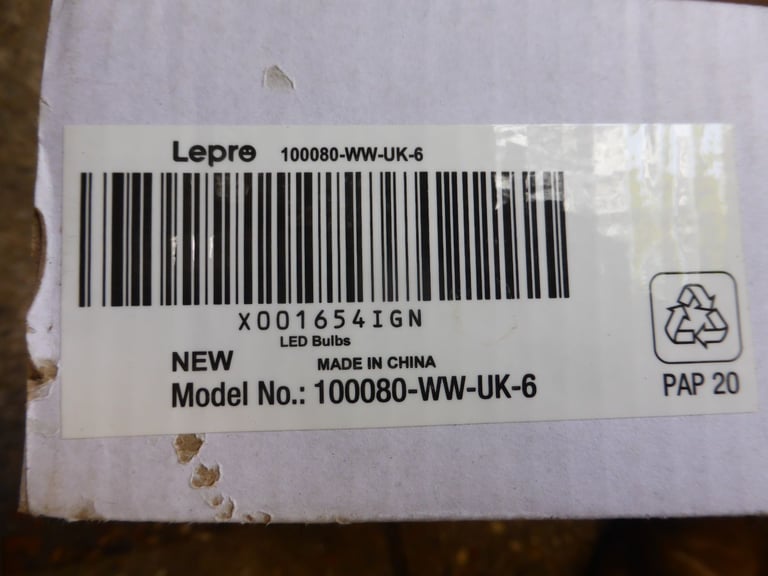 Lepro 100080-WW-UK-6
X001654IGN
LED Bulbs
NEW MADE IN CHINA
Model No.: 100080-WW-UK-6
PAP 20